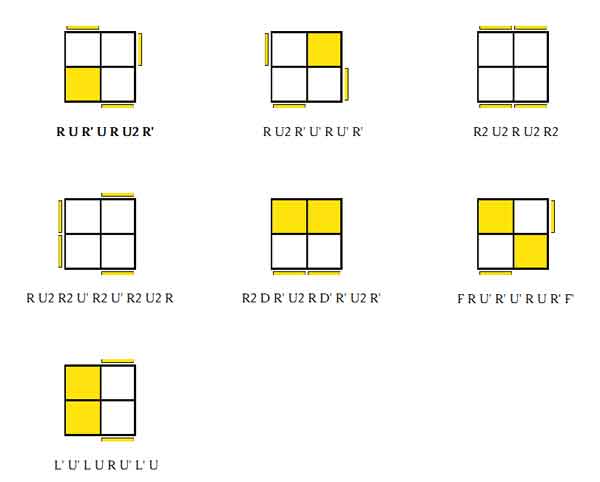 R U R' U R U2 R'
R U2 R' U' R U' R'
R2 U2 R U2 R2
R U2 R2 U' R2 U' R2 U2 R
R2 D R' U2 R D' R' U2 R'
F R U' R' U' R U R' F'
L' U' L U R U' L' U